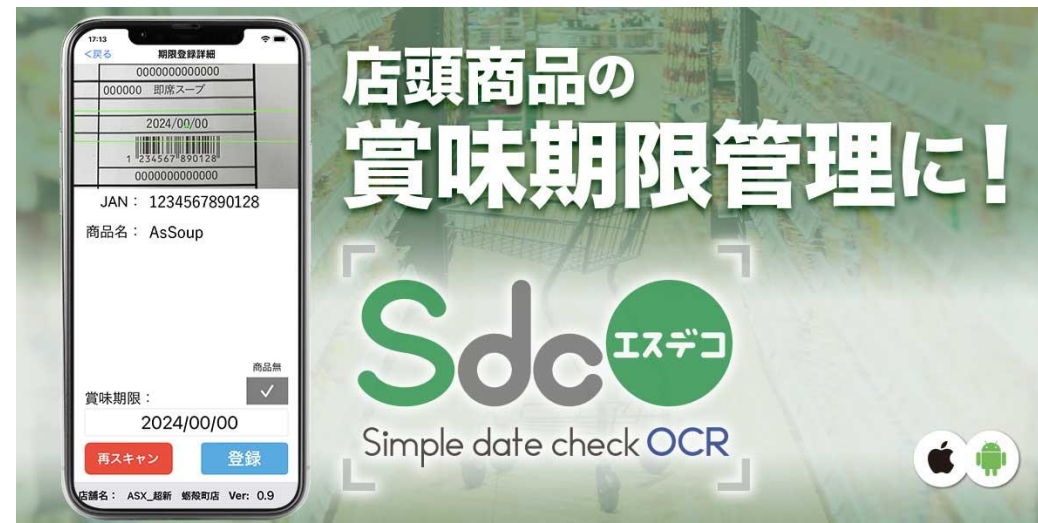 17:13
<戻る 期限登録詳細
0000000000000
000000 即席スープ
2024/00/00
1 234567 890128
0000000000000
JAN： 1234567890128
商品名： AsSoup
商品無
賞味期限：
2024/00/00
再スキャン 登録
店舗名： ASX_超新 蛎殻町店 Ver: 0.9
店頭商品の
賞味期限管理に！
Sdc エスデコ
Simple date check OCR